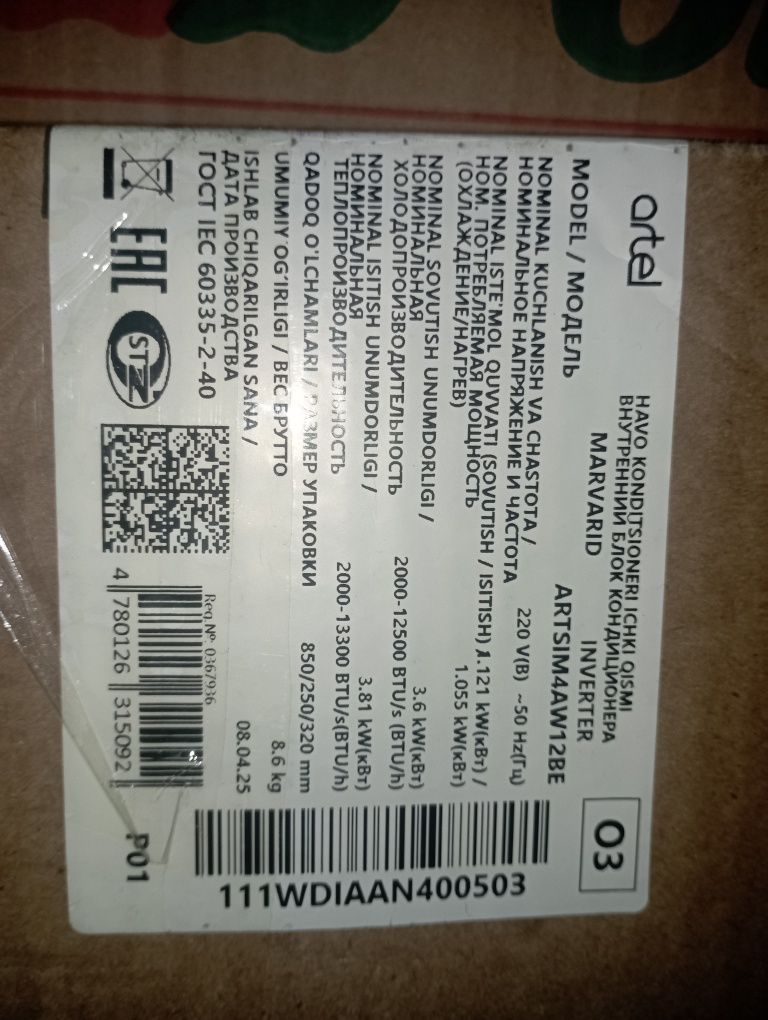 artel
HAVO KONDITSIONERI ICHKI QISMI
ВНУТРЕННИЙ БЛОК КОНДИЦИОНЕРА
O3
MARVARID INVERTER
MODEL / МОДЕЛЬ ARTSIM4AW12BE
NOMINAL KUCHLANISH VA CHASTOTA /
НОМИНАЛЬНОЕ НАПРЯЖЕНИЕ И ЧАСТОТА 220 V(В) ~50 Hz(Гц)
NOMINAL ISTE'MOL QUVVATI (SOVUTISH / ISITISH) / 1.121 kW(кВт) /
НОМ. ПОТРЕБЛЯЕМАЯ МОЩНОСТЬ 1.055 kW(кВт)
(ОХЛАЖДЕНИЕ/НАГРЕВ)
NOMINAL SOVUTISH UNUMDORLIGI /
НОМИНАЛЬНАЯ 3.6 kW(кВт)
ХОЛОДОПРОИЗВОДИТЕЛЬНОСТЬ 2000-12500 BTU/s (BTU/h)
NOMINAL ISITISH UNUMDORLIGI /
НОМИНАЛЬНАЯ 3.81 kW(кВт)
ТЕПЛОПРОИЗВОДИТЕЛЬНОСТЬ 2000-13300 BTU/s(BTU/h)
QADOQ O'LCHAMLARI / РАЗМЕР УПАКОВКИ 850/250/320 mm
UMUMIY OG'IRLIGI / ВЕС БРУТТО 8.6 kg
ISHLAB CHIQARILGAN SANA /
ДАТА ПРОИЗВОДСТВА 08.04.25
ГОСТ IEC 60335-2-40
Reg.№: 0367936
EAC
STZ
4 780126 315092
P01
111WDIAAN400503